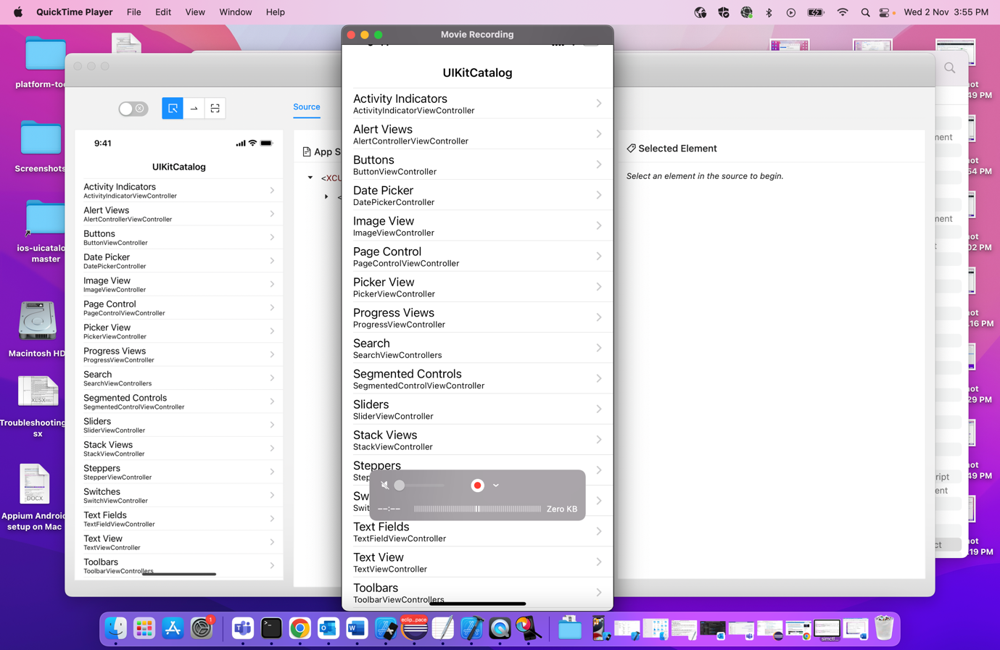 QuickTime Player File Edit View Window Help
Wed 2 Nov 3:55 PM
Movie Recording
UIKitCatalog
Activity Indicators
ActivityIndicatorViewController
Alert Views
AlertControllerViewController
Buttons
ButtonViewController
Date Picker
DatePickerController
Image View
ImageViewController
Page Control
PageControlViewController
Picker View
PickerViewController
Progress Views
ProgressViewController
Search
SearchViewControllers
Segmented Controls
SegmentedControlViewController
Sliders
SliderViewController
Stack Views
StackViewController
Steppers
Step
Sw
Swit
--:--
Zero KB
Text Fields
TextFieldViewController
Text View
TextViewController
Toolbars
ToolbarViewControllers
Source
App S
<XCU
<
Selected Element
Select an element in the source to begin.
9:41
UIKitCatalog
Activity Indicators
ActivityIndicatorViewController
Alert Views
AlertControllerViewController
Buttons
ButtonViewController
Date Picker
DatePickerController
Image View
ImageViewController
Page Control
PageControlViewController
Picker View
PickerViewController
Progress Views
ProgressViewController
Search
SearchViewControllers
Segmented Controls
SegmentedControlViewController
Sliders
SliderViewController
Stack Views
StackViewController
Steppers
StepperViewController
Switches
SwitchViewController
Text Fields
TextFieldViewController
Text View
TextViewController
Toolbars
ToolbarViewControllers
platform-too
Screenshots
ios-uicatalo
master
Macintosh HD
XLSX
Troubleshooting
sx
DOCX
Appium Android
setup on Mac
ot
49 PM
ment
ot
54 PM
ment
ot
02 PM
t
ot
.16 PM
ot
29 PM
ript
ot
49 PM
ent
ct
ot
.19 PM
1
eclip...pace
simctl...